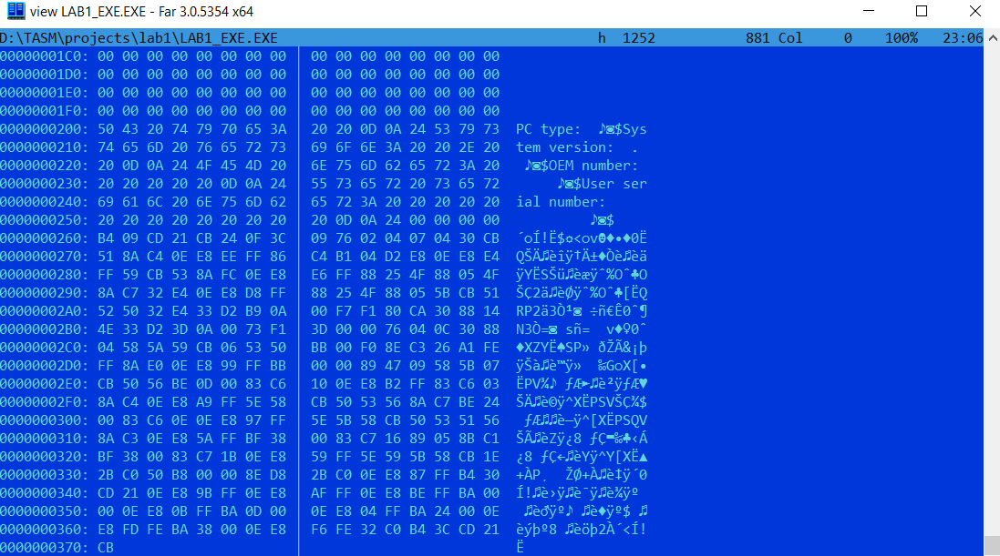 view LAB1_EXE.EXE - Far 3.0.5354 x64
D:\TASM\projects\lab1\LAB1_EXE.EXE h 1252 881 Col 0 100% 23:06
00000001C0: 00 00 00 00 00 00 00 00 │ 00 00 00 00 00 00 00 00
00000001D0: 00 00 00 00 00 00 00 00 │ 00 00 00 00 00 00 00 00
00000001E0: 00 00 00 00 00 00 00 00 │ 00 00 00 00 00 00 00 00
00000001F0: 00 00 00 00 00 00 00 00 │ 00 00 00 00 00 00 00 00
0000000200: 50 43 20 74 79 70 65 3A │ 20 20 0D 0A 24 53 79 73 PC type:  ♪◙$Sys
0000000210: 74 65 6D 20 76 65 72 73 │ 69 6F 6E 3A 20 20 2E 20 tem version:  .
0000000220: 20 0D 0A 24 4F 45 4D 20 │ 6E 75 6D 62 65 72 3A 20 ♪◙$OEM number:
0000000230: 20 20 20 20 20 0D 0A 24 │ 55 73 65 72 20 73 65 72 ♪◙$User ser
0000000240: 69 61 6C 20 6E 75 6D 62 │ 65 72 3A 20 20 20 20 20 ial number:
0000000250: 20 20 20 20 20 20 20 20 │ 20 0D 0A 24 00 00 00 00 ♪◙$
0000000260: B4 09 CD 21 CB 24 0F 3C │ 09 76 02 04 07 04 30 CB ´oÍ!Ë$☼<ov☻♦•♦0Ë
0000000270: 51 8A C4 0E E8 EE FF 86 │ C4 B1 04 D2 E8 0E E8 E4 QŠÄ♫èîÿ†Ä±♦Òè♫èä
0000000280: FF 59 CB 53 8A FC 0E E8 │ E6 FF 88 25 4F 88 05 4F ÿYËSŠü♫èæÿˆ%Oˆ♣O
0000000290: 8A C7 32 E4 0E E8 D8 FF │ 88 25 4F 88 05 5B CB 51 ŠÇ2ä♫èØÿˆ%Oˆ♣[ËQ
00000002A0: 52 50 32 E4 33 D2 B9 0A │ 00 F7 F1 80 CA 30 88 14 RP2ä3Ò¹◙ ÷ñ€Ê0ˆ¶
00000002B0: 4E 33 D2 3D 0A 00 73 F1 │ 3D 00 00 76 04 0C 30 88 N3Ò=◙ sñ=  v♦♀0ˆ
00000002C0: 04 58 5A 59 CB 06 53 50 │ BB 00 F0 8E C3 26 A1 FE ♦XZYË♠SP» ðŽÃ&¡þ
00000002D0: FF 8A E0 0E E8 99 FF BB │ 00 00 89 47 09 58 5B 07 ÿŠà♫è™ÿ»  ‰GoX[•
00000002E0: CB 50 56 BE 0D 00 83 C6 │ 10 0E E8 B2 FF 83 C6 03 ËPV¾♪ ƒÆ►♫è²ÿƒÆ♥
00000002F0: 8A C4 0E E8 A9 FF 5E 58 │ CB 50 53 56 8A C7 BE 24 ŠÄ♫è©ÿ^XËPSVŠÇ¾$
0000000300: 00 83 C6 0E 0E E8 97 FF │ 5E 5B 58 CB 50 53 51 56 ƒÆ♫♫è—ÿ^[XËPSQV
0000000310: 8A C3 0E E8 5A FF BF 38 │ 00 83 C7 16 89 05 8B C1 ŠÃ♫èZÿ¿8 ƒÇ▬‰♣‹Á
0000000320: BF 38 00 83 C7 1B 0E E8 │ 59 FF 5E 59 5B 58 CB 1E ¿8 ƒÇ←♫èYÿ^Y[XË▲
0000000330: 2B C0 50 B8 00 00 8E D8 │ 2B C0 0E E8 87 FF B4 30 +ÀP¸  ŽØ+À♫è‡ÿ´0
0000000340: CD 21 0E E8 9B FF 0E E8 │ AF FF 0E E8 BE FF BA 00 Í!♫è›ÿ♫è¯ÿ♫è¾ÿº
0000000350: 00 0E E8 0B FF BA 0D 00 │ 0E E8 04 FF BA 24 00 0E ♫è♂ÿº♪ ♫è♦ÿº$ ♫
0000000360: E8 FD FE BA 38 00 0E E8 │ F6 FE 32 C0 B4 3C CD 21 èýþº8 ♫èöþ2À´<Í!
0000000370: CB │ Ë